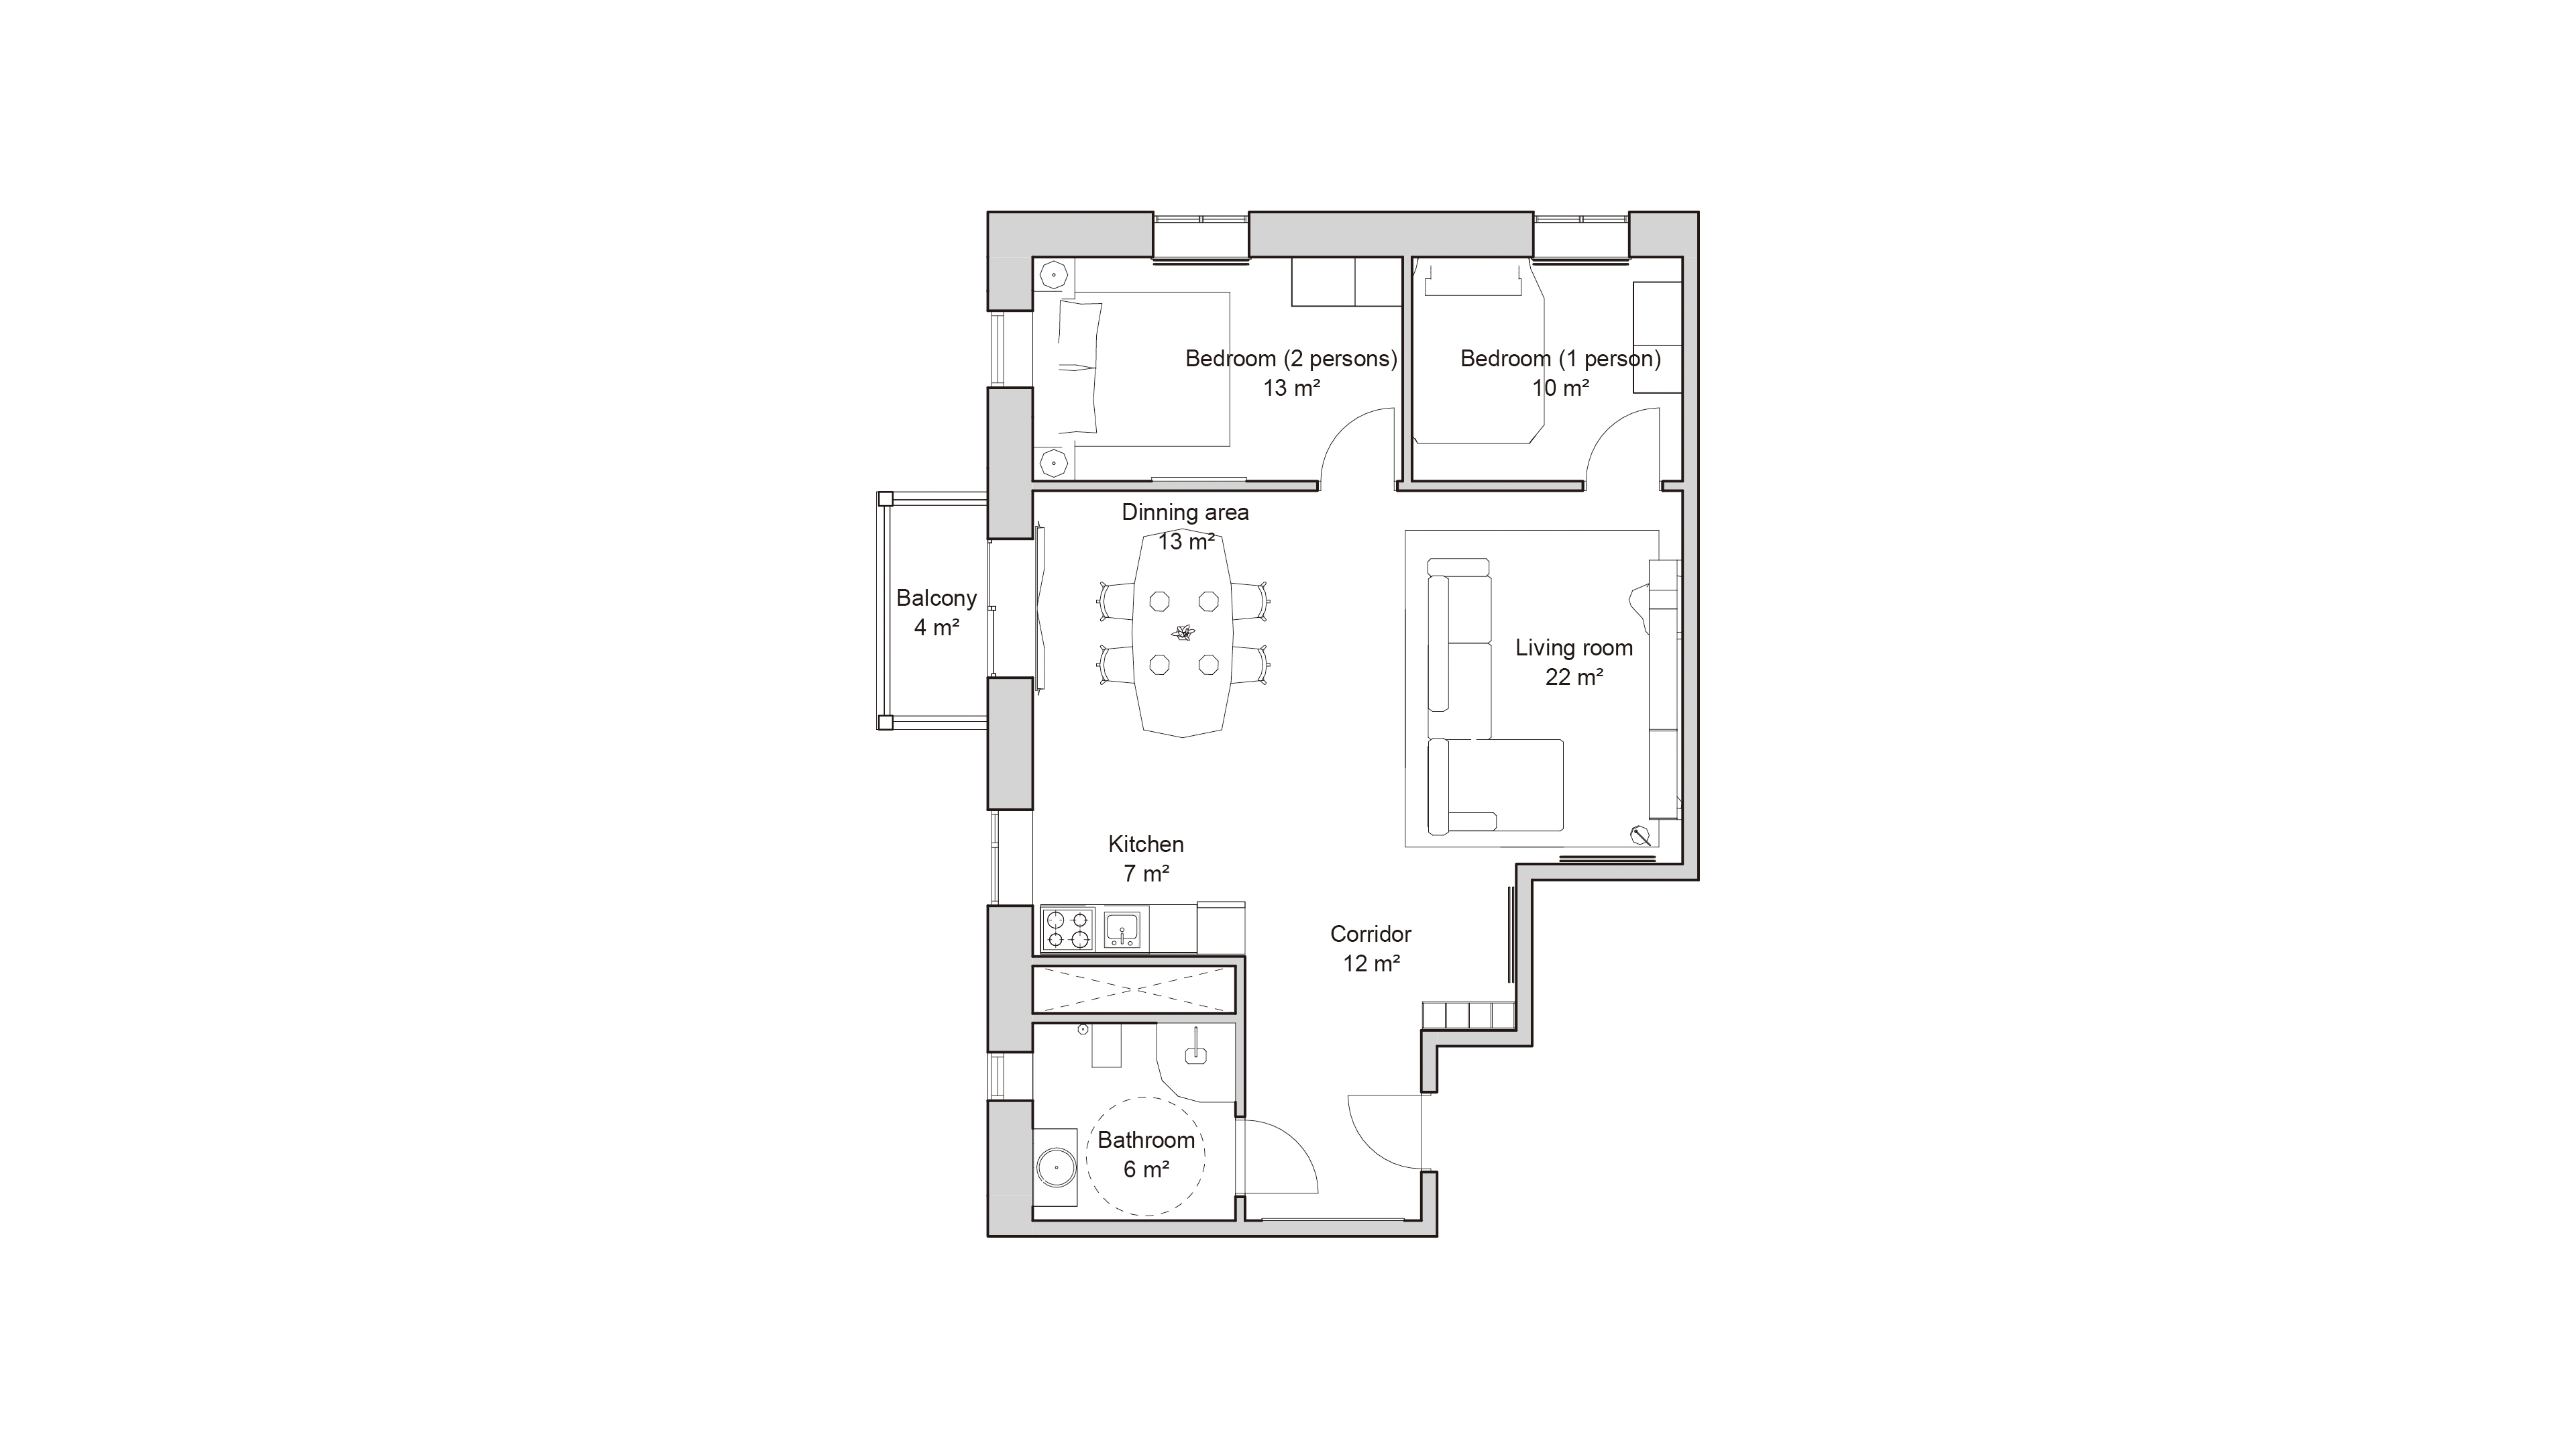 Bedroom (2 persons)
13 m²
Bedroom (1 person)
10 m²
Dinning area
13 m²
Balcony
4 m²
Living room
22 m²
Kitchen
7 m²
Corridor
12 m²
Bathroom
6 m²